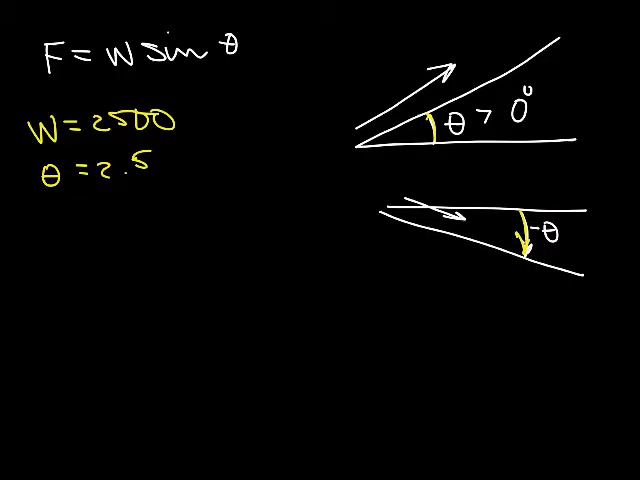 F = W sin θ
W = 2500
θ = 2.5
θ > 0°
-θ